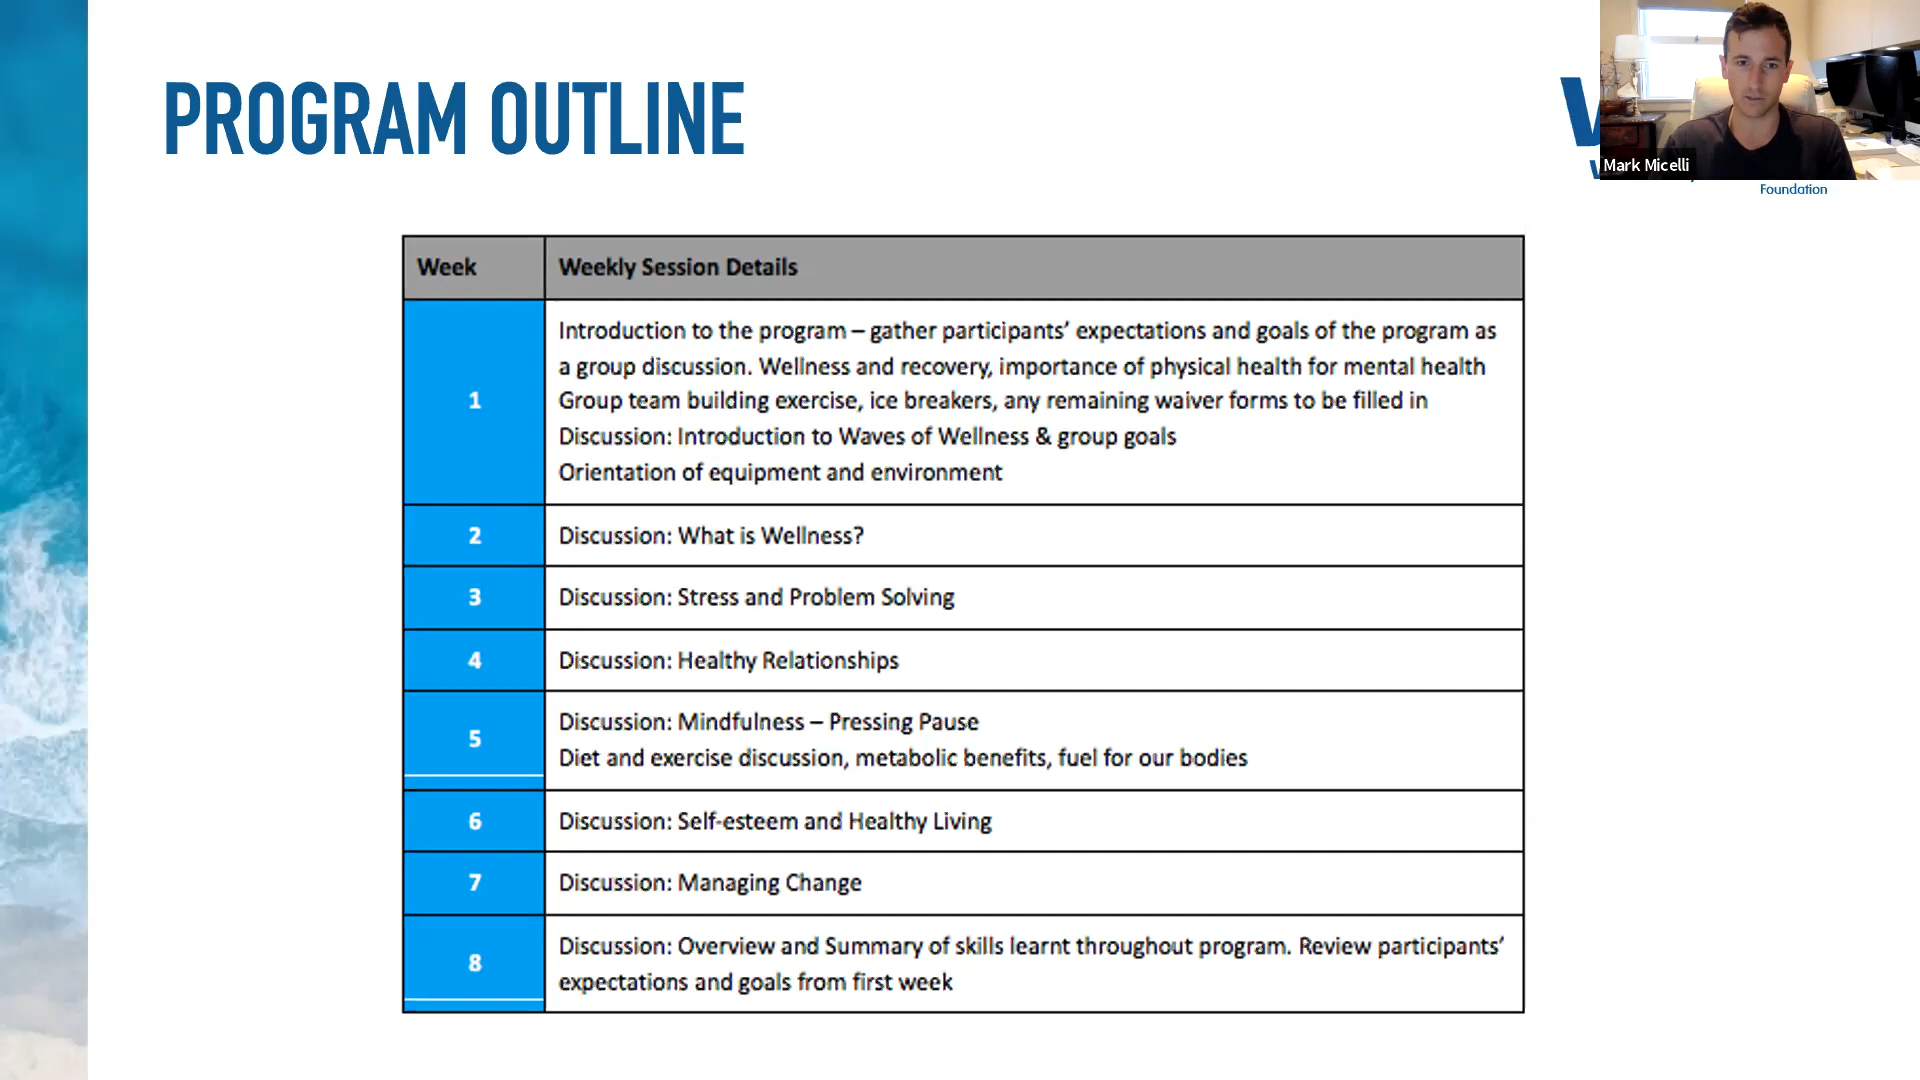 PROGRAM OUTLINE
Mark Micelli
Foundation
Week
Weekly Session Details
1
Introduction to the program – gather participants’ expectations and goals of the program as
a group discussion. Wellness and recovery, importance of physical health for mental health
Group team building exercise, ice breakers, any remaining waiver forms to be filled in
Discussion: Introduction to Waves of Wellness & group goals
Orientation of equipment and environment
2
Discussion: What is Wellness?
3
Discussion: Stress and Problem Solving
4
Discussion: Healthy Relationships
5
Discussion: Mindfulness – Pressing Pause
Diet and exercise discussion, metabolic benefits, fuel for our bodies
6
Discussion: Self-esteem and Healthy Living
7
Discussion: Managing Change
8
Discussion: Overview and Summary of skills learnt throughout program. Review participants’
expectations and goals from first week